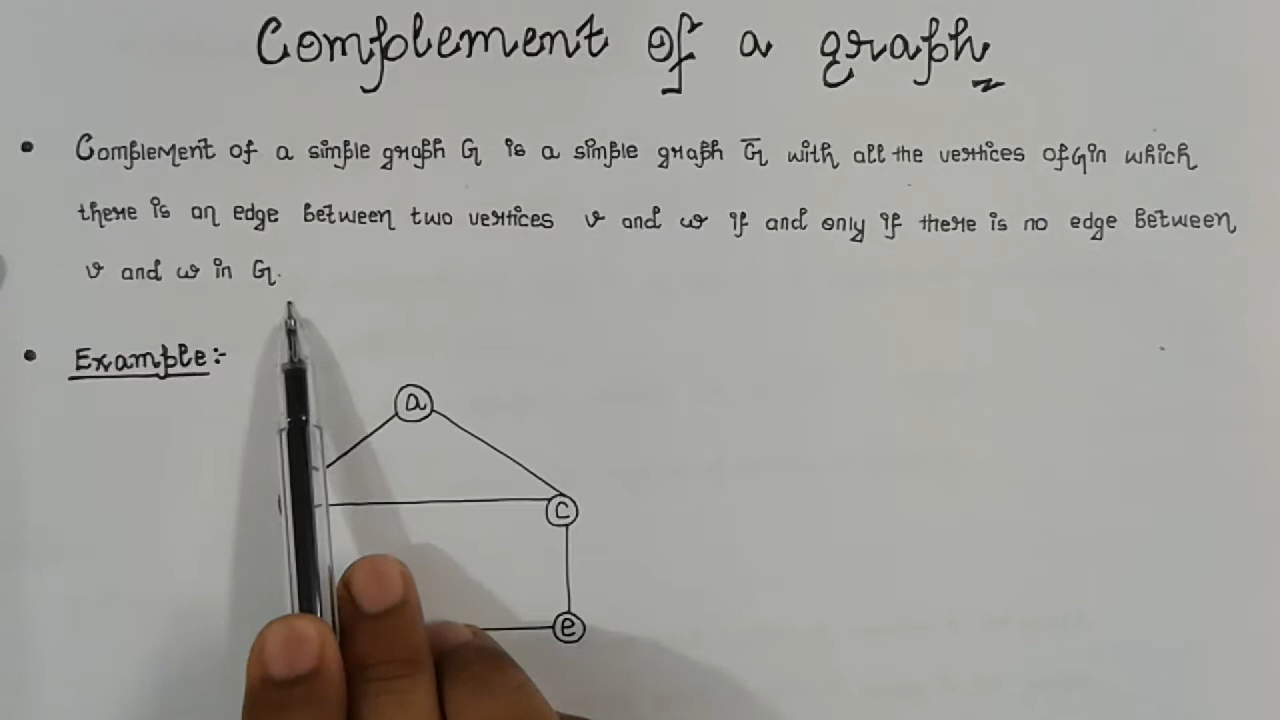 Complement of a graph
• Complement of a simple graph G is a simple graph G̅ with all the vertices of G in which
there is an edge between two vertices v and w if and only if there is no edge between
v and w in G.
• Example:-
a
c
e